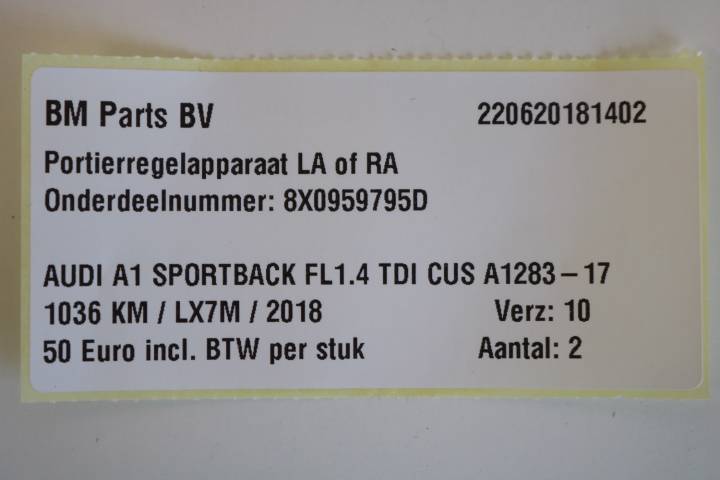 BM Parts BV 220620181402
Portierregelapparaat LA of RA
Onderdeelnummer: 8X0959795D
AUDI A1 SPORTBACK FL1.4 TDI CUS A1283-17
1036 KM / LX7M / 2018 Verz: 10
50 Euro incl. BTW per stuk Aantal: 2